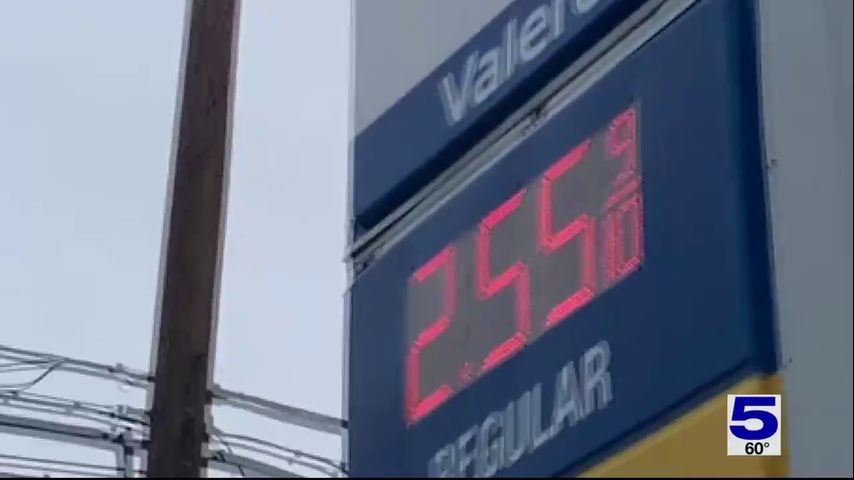 Valero
2.55 9/10
REGULAR
5
60°